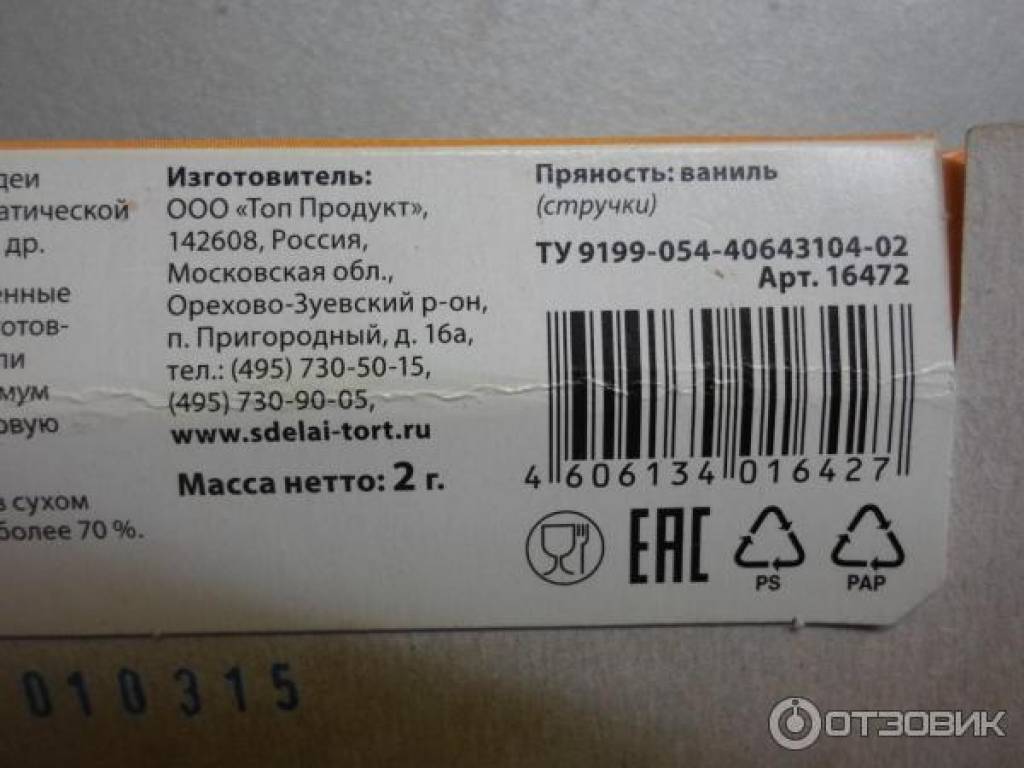 деи
атической
др.
енные
готов-
ли
мум
овую
в сухом
более 70 %.
Изготовитель:
ООО «Топ Продукт»,
142608, Россия,
Московская обл.,
Орехово-Зуевский р-он,
п. Пригородный, д. 16а,
тел.: (495) 730-50-15,
(495) 730-90-05,
www.sdelai-tort.ru
Масса нетто: 2 г.
Пряность: ваниль
(стручки)
ТУ 9199-054-40643104-02
Арт. 16472
4 606134 016427
EAC
PS
PAP
010315
ОТЗОВИК